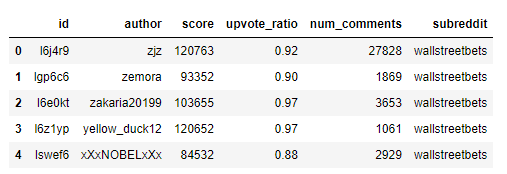 id author score upvote_ratio num_comments subreddit
0 l6j4r9 zjz 120763 0.92 27828 wallstreetbets
1 lgp6c6 zemora 93352 0.90 1869 wallstreetbets
2 l6e0kt zakaria20199 103655 0.97 3653 wallstreetbets
3 l6z1yp yellow_duck12 120652 0.97 1061 wallstreetbets
4 lswef6 xXxNOBELxXx 84532 0.88 2929 wallstreetbets